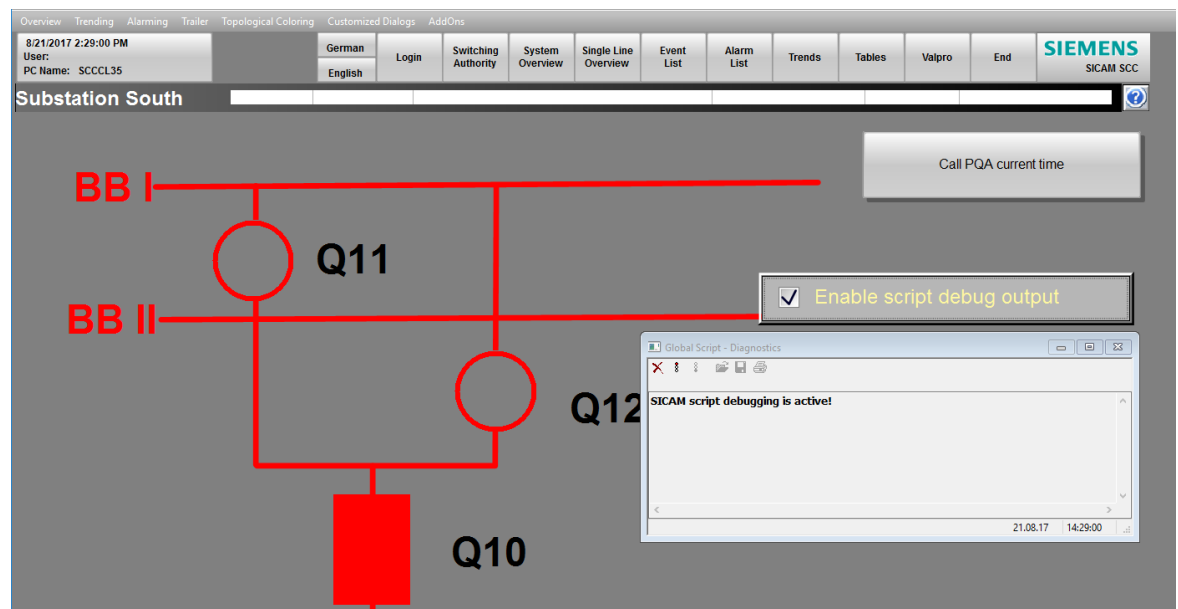 Overview Trending Alarming Trailer Topological Coloring Customized Dialogs AddOns
8/21/2017 2:29:00 PM
User:
PC Name: SCCCL35
German
English
Login
Switching
Authority
System
Overview
Single Line
Overview
Event
List
Alarm
List
Trends
Tables
Valpro
End
SIEMENS
SICAM SCC
Substation South
?
Call PQA current time
BB I
Q11
Enable script debug output
BB II
Global Script - Diagnostics
SICAM script debugging is active!
Q12
21.08.17 14:29:00
Q10